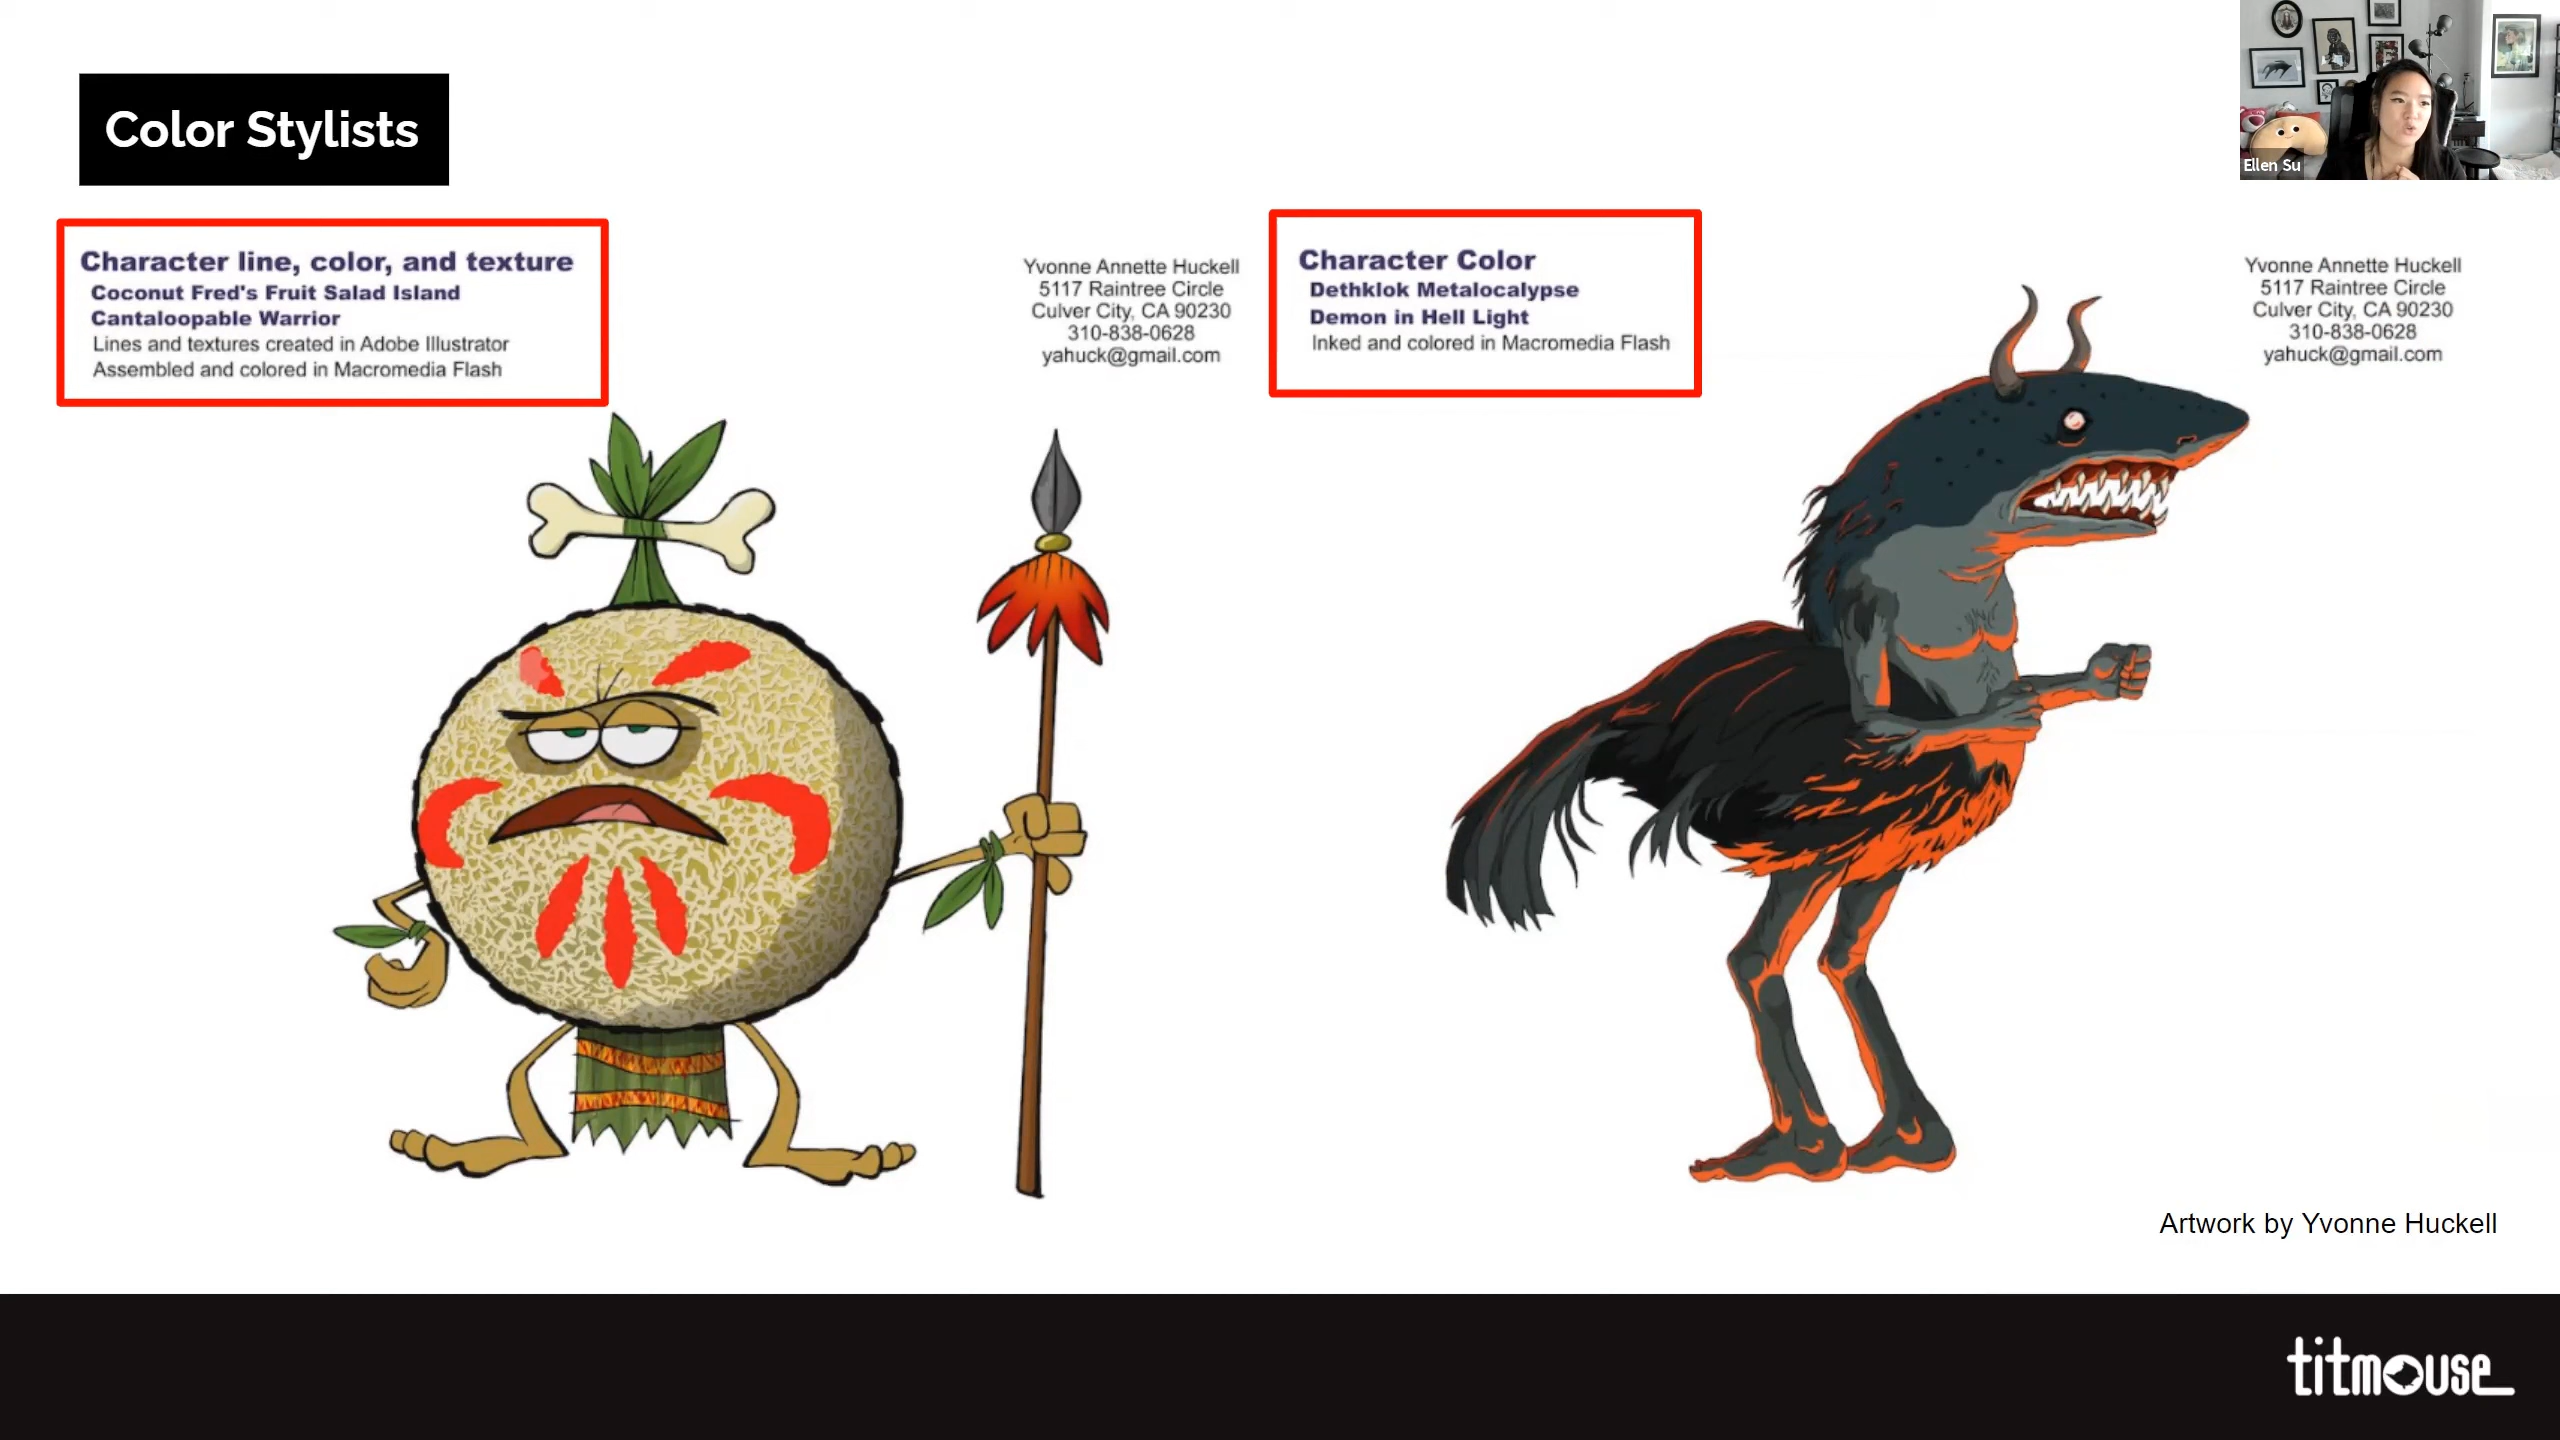 Color Stylists
Ellen Su
Character line, color, and texture
Coconut Fred's Fruit Salad Island
Cantaloopable Warrior
Lines and textures created in Adobe Illustrator
Assembled and colored in Macromedia Flash
Yvonne Annette Huckell
5117 Raintree Circle
Culver City, CA 90230
310-838-0628
yahuck@gmail.com
Character Color
Dethklok Metalocalypse
Demon in Hell Light
Inked and colored in Macromedia Flash
Yvonne Annette Huckell
5117 Raintree Circle
Culver City, CA 90230
310-838-0628
yahuck@gmail.com
Artwork by Yvonne Huckell
titmouse